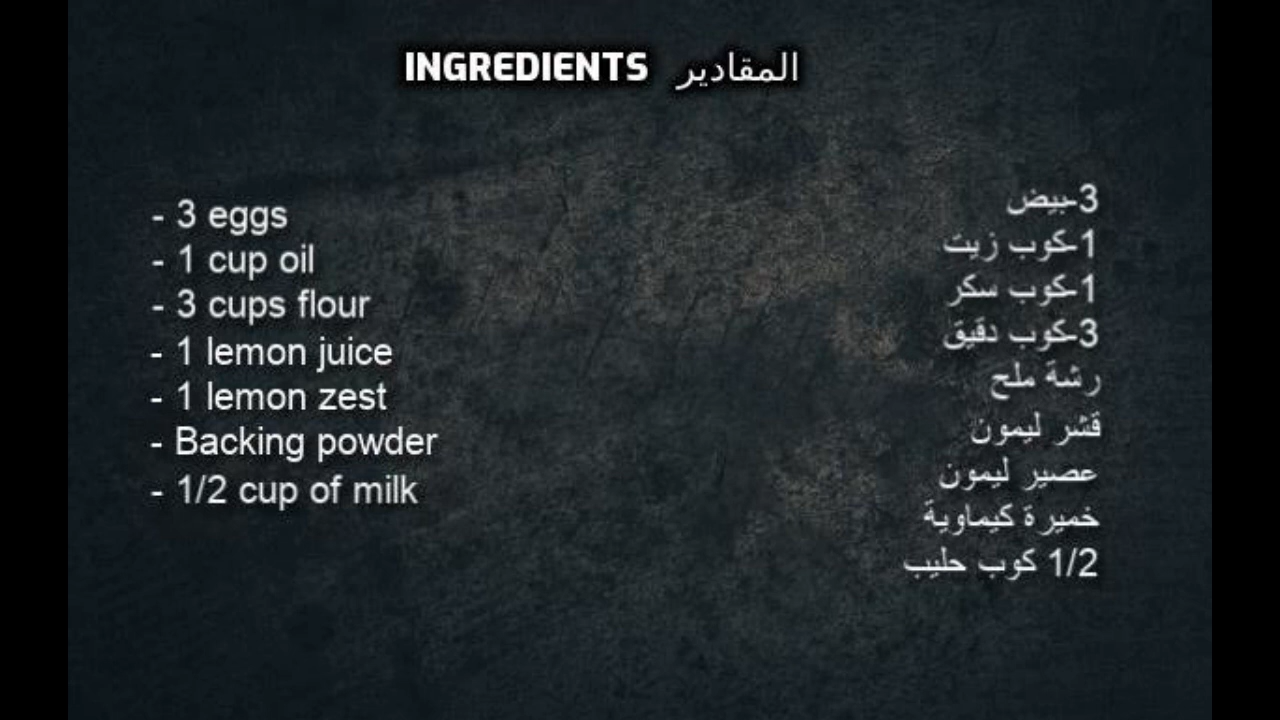 INGREDIENTS المقادير
- 3 eggs
- 1 cup oil
- 3 cups flour
- 1 lemon juice
- 1 lemon zest
- Backing powder
- 1/2 cup of milk
3-بيض
1-كوب زيت
1-كوب سكر
3-كوب دقيق
رشة ملح
قشر ليمون
عصير ليمون
خميرة كيماوية
1/2 كوب حليب